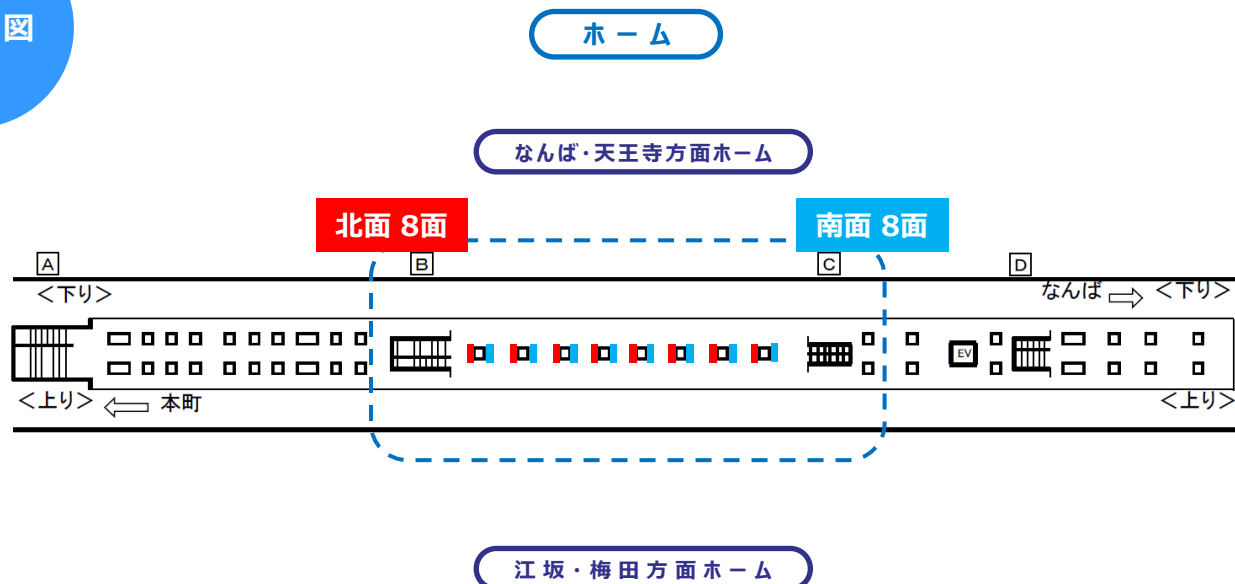 図
ホーム
なんば・天王寺方面ホーム
北面 8面
南面 8面
A
B
C
D
＜下り＞
なんば
＜下り＞
EV
＜上り＞
本町
＜上り＞
江坂・梅田方面ホーム